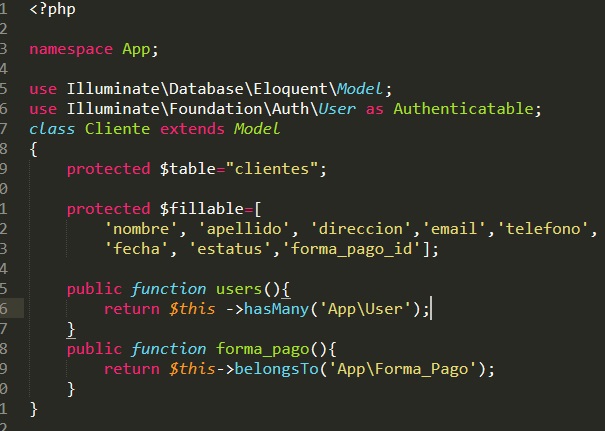 1 <?php
2
3 namespace App;
4
5 use Illuminate\Database\Eloquent\Model;
6 use Illuminate\Foundation\Auth\User as Authenticatable;
7 class Cliente extends Model
8 {
9     protected $table="clientes";
0
1     protected $fillable=[
2         'nombre', 'apellido', 'direccion','email','telefono',
3         'fecha', 'estatus','forma_pago_id'];
4
5     public function users(){
6         return $this ->hasMany('App\User');
7     }
8     public function forma_pago(){
9         return $this->belongsTo('App\Forma_Pago');
0     }
1 }
2